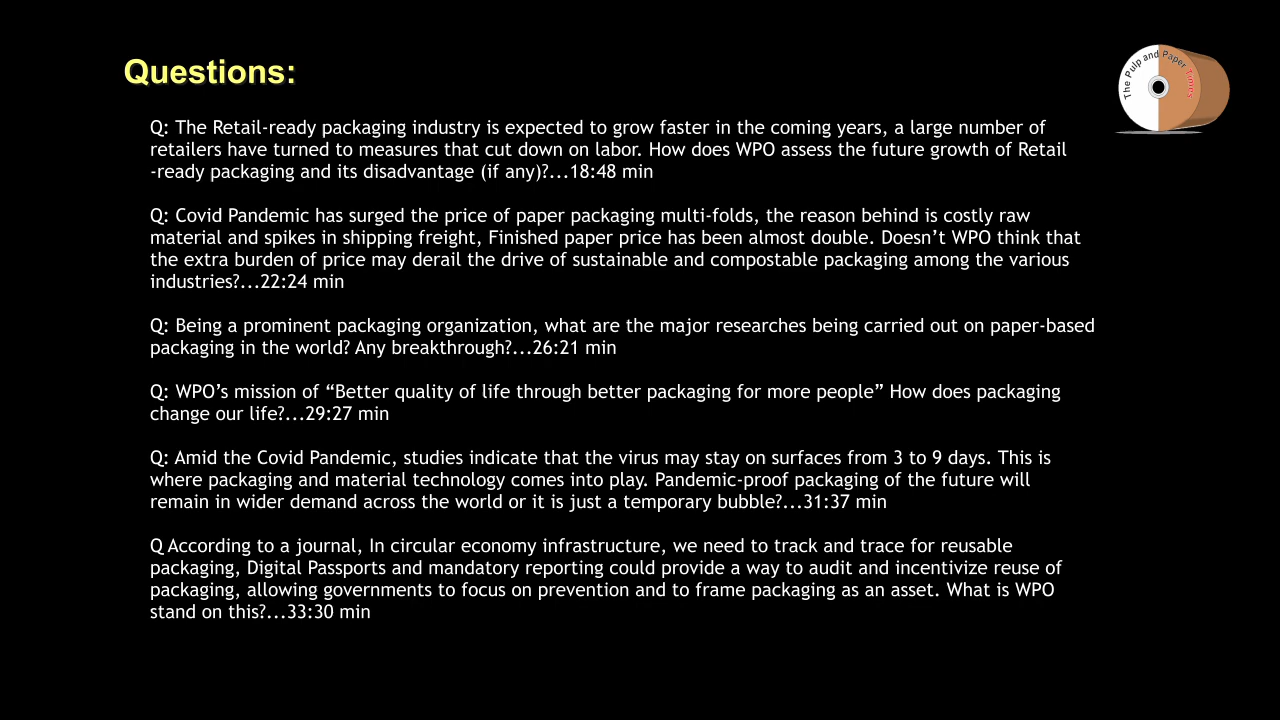 Questions:
The Pulp and Paper Times
Q: The Retail-ready packaging industry is expected to grow faster in the coming years, a large number of
retailers have turned to measures that cut down on labor. How does WPO assess the future growth of Retail
-ready packaging and its disadvantage (if any)?...18:48 min
Q: Covid Pandemic has surged the price of paper packaging multi-folds, the reason behind is costly raw
material and spikes in shipping freight, Finished paper price has been almost double. Doesn’t WPO think that
the extra burden of price may derail the drive of sustainable and compostable packaging among the various
industries?...22:24 min
Q: Being a prominent packaging organization, what are the major researches being carried out on paper-based
packaging in the world? Any breakthrough?...26:21 min
Q: WPO’s mission of “Better quality of life through better packaging for more people” How does packaging
change our life?...29:27 min
Q: Amid the Covid Pandemic, studies indicate that the virus may stay on surfaces from 3 to 9 days. This is
where packaging and material technology comes into play. Pandemic-proof packaging of the future will
remain in wider demand across the world or it is just a temporary bubble?...31:37 min
Q According to a journal, In circular economy infrastructure, we need to track and trace for reusable
packaging, Digital Passports and mandatory reporting could provide a way to audit and incentivize reuse of
packaging, allowing governments to focus on prevention and to frame packaging as an asset. What is WPO
stand on this?...33:30 min